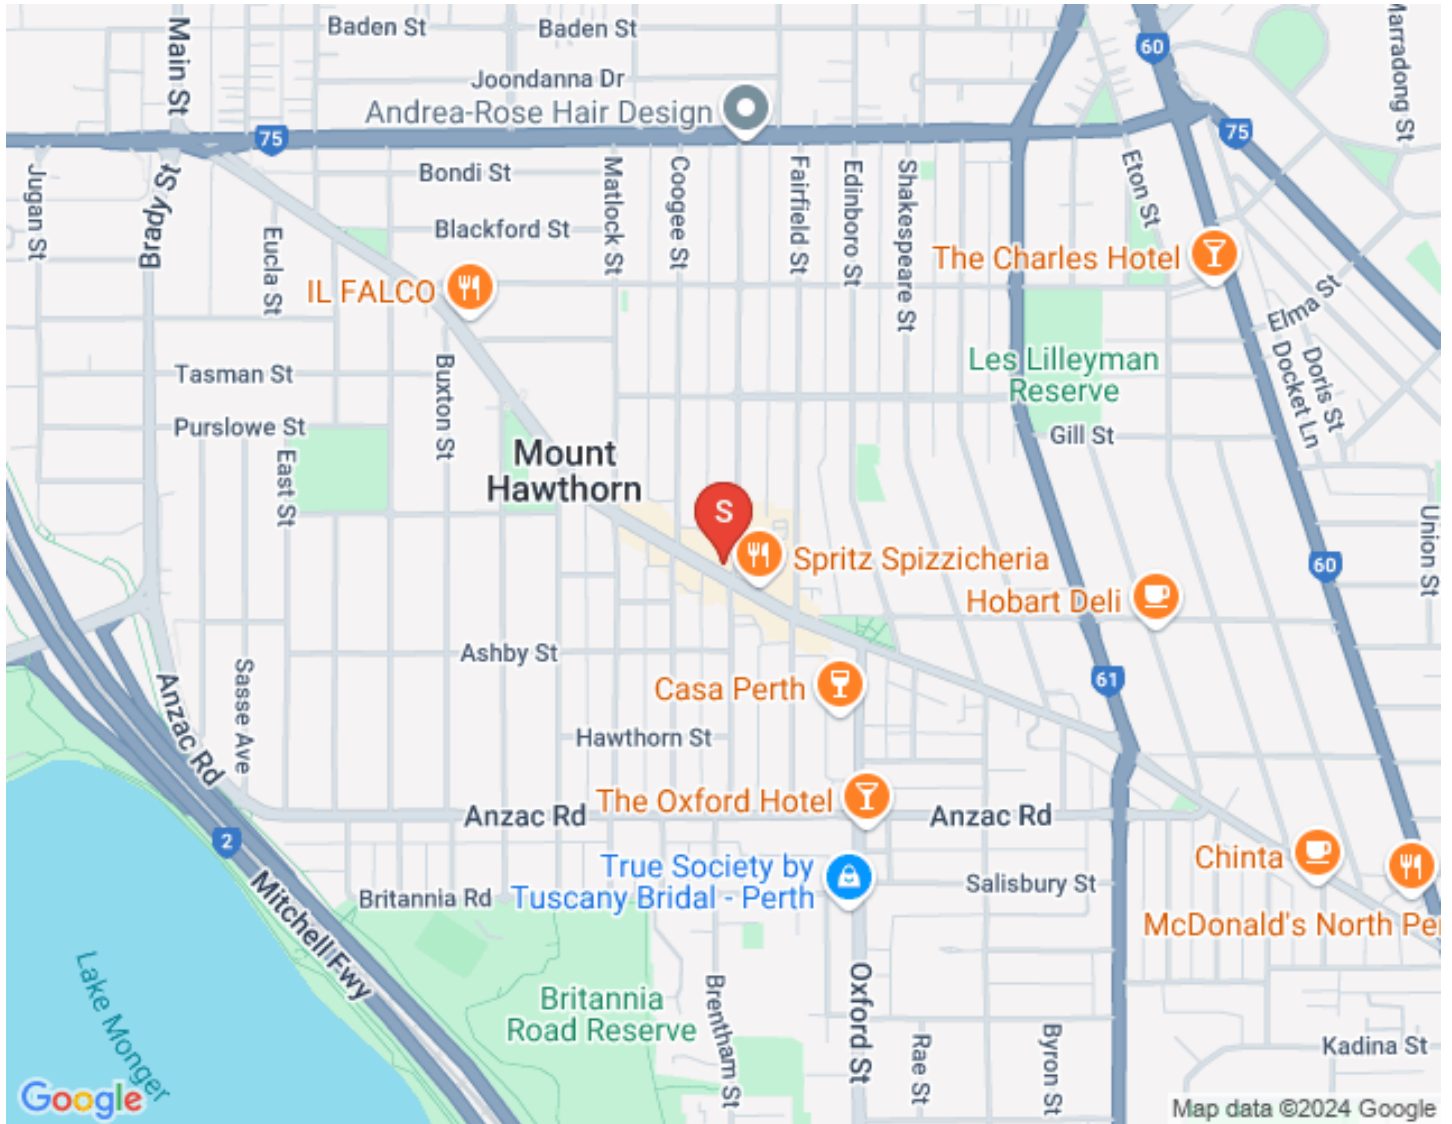 Baden St
Baden St
Main St
60
Marradong St
Joondanna Dr
Andrea-Rose Hair Design
75
75
Jugan St
Brady St
Bondi St
Matlock St
Coogee St
Fairfield St
Edinboro St
Shakespeare St
Eton St
Eucla St
Blackford St
The Charles Hotel
IL FALCO
Elma St
Tasman St
Buxton St
Les Lilleyman
Reserve
Doris St
Docket Ln
Purslowe St
East St
Gill St
Mount
Hawthorn
S
Spritz Spizzicheria
Union St
60
Hobart Deli
Ashby St
Sasse Ave
Anzac Rd
Casa Perth
61
Hawthorn St
The Oxford Hotel
Anzac Rd
Anzac Rd
2
Chinta
True Society by
Tuscany Bridal - Perth
Salisbury St
Britannia Rd
Mitchell Fwy
McDonald's North Pe
Lake Monger
Britannia
Road Reserve
Brentham St
Oxford St
Rae St
Byron St
Kadina St
Google
Map data ©2024 Google